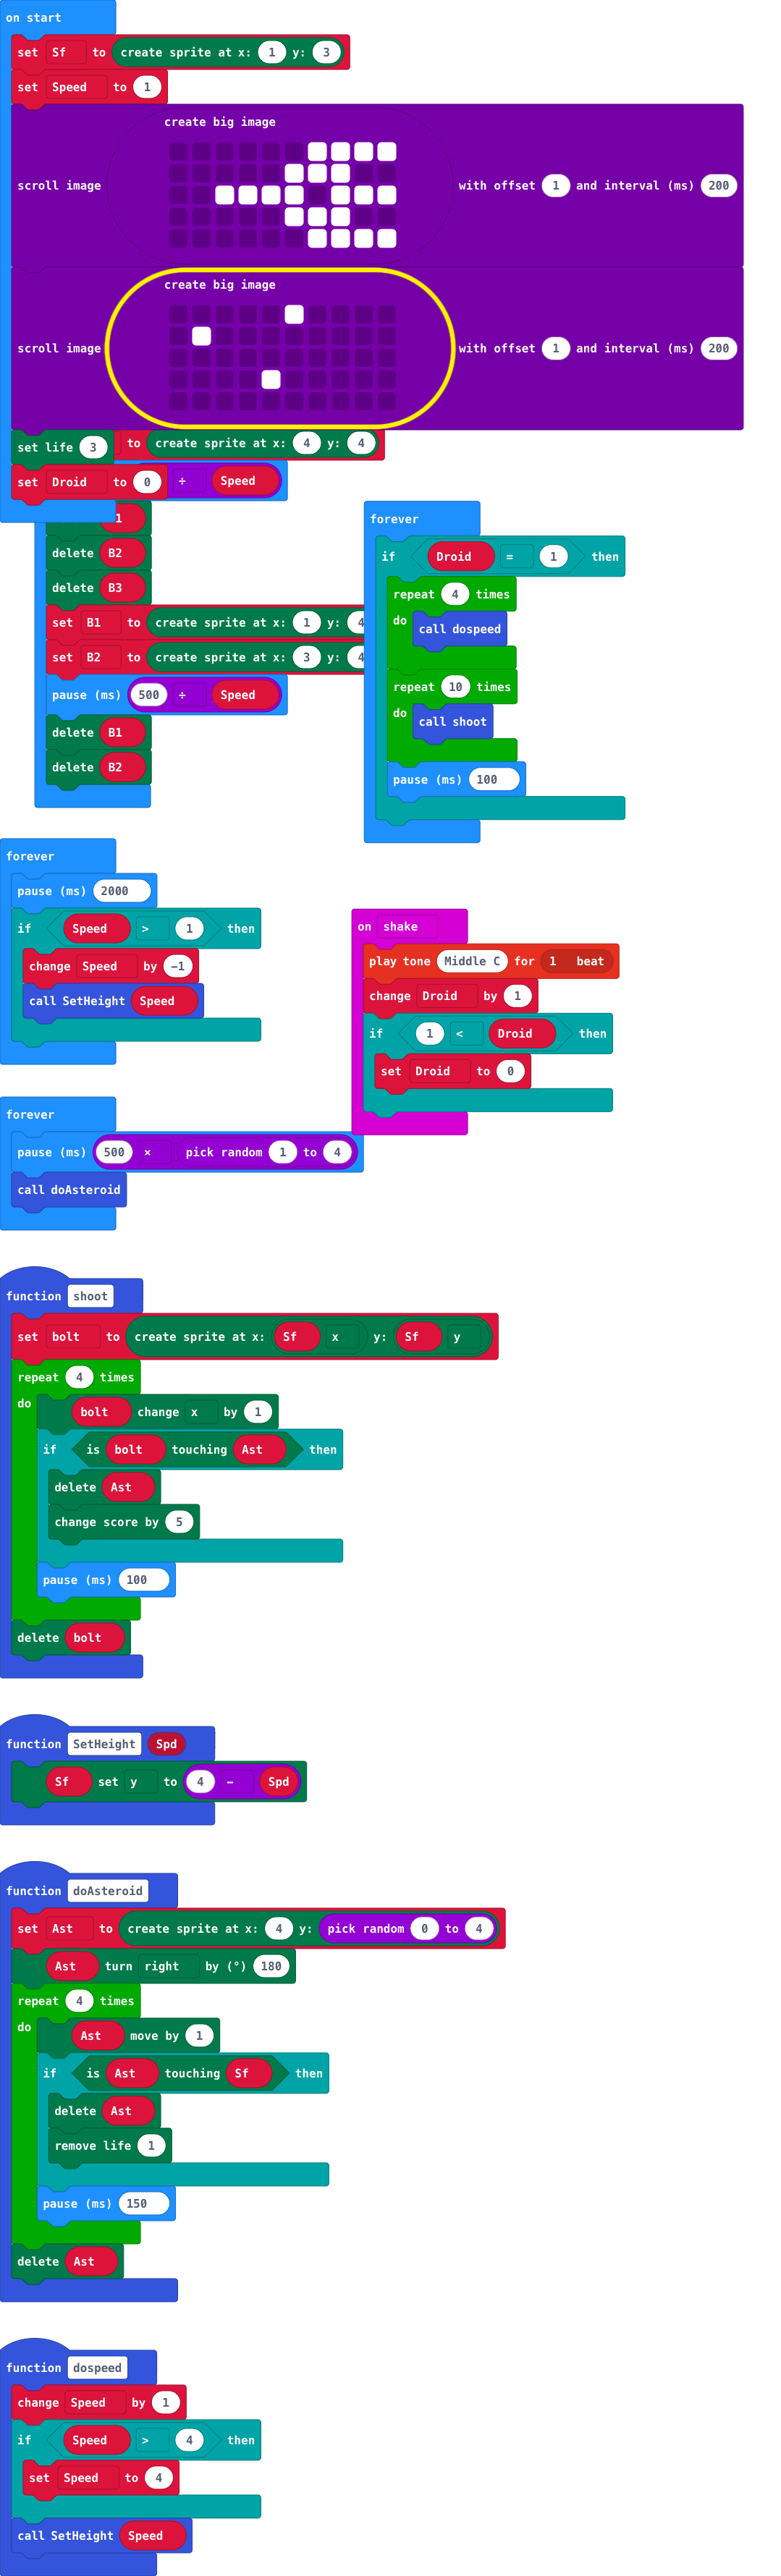 on start
set Sf to create sprite at x: 1 y: 3
set Speed to 1
create big image
scroll image with offset 1 and interval (ms) 200
create big image
scroll image with offset 1 and interval (ms) 200
set life 3 to create sprite at x: 4 y: 4
set Droid to 0 ÷ Speed
1
delete B2
delete B3
set B1 to create sprite at x: 1 y: 4
set B2 to create sprite at x: 3 y: 4
pause (ms) 500 ÷ Speed
delete B1
delete B2
forever
if Droid = 1 then
repeat 4 times
do call dospeed
repeat 10 times
do call shoot
pause (ms) 100
forever
pause (ms) 2000
if Speed > 1 then
change Speed by −1
call SetHeight Speed
on shake
play tone Middle C for 1 beat
change Droid by 1
if 1 < Droid then
set Droid to 0
forever
pause (ms) 500 × pick random 1 to 4
call doAsteroid
function shoot
set bolt to create sprite at x: Sf x y: Sf y
repeat 4 times
do bolt change x by 1
if is bolt touching Ast then
delete Ast
change score by 5
pause (ms) 100
delete bolt
function SetHeight Spd
Sf set y to 4 − Spd
function doAsteroid
set Ast to create sprite at x: 4 y: pick random 0 to 4
Ast turn right by (°) 180
repeat 4 times
do Ast move by 1
if is Ast touching Sf then
delete Ast
remove life 1
pause (ms) 150
delete Ast
function dospeed
change Speed by 1
if Speed > 4 then
set Speed to 4
call SetHeight Speed